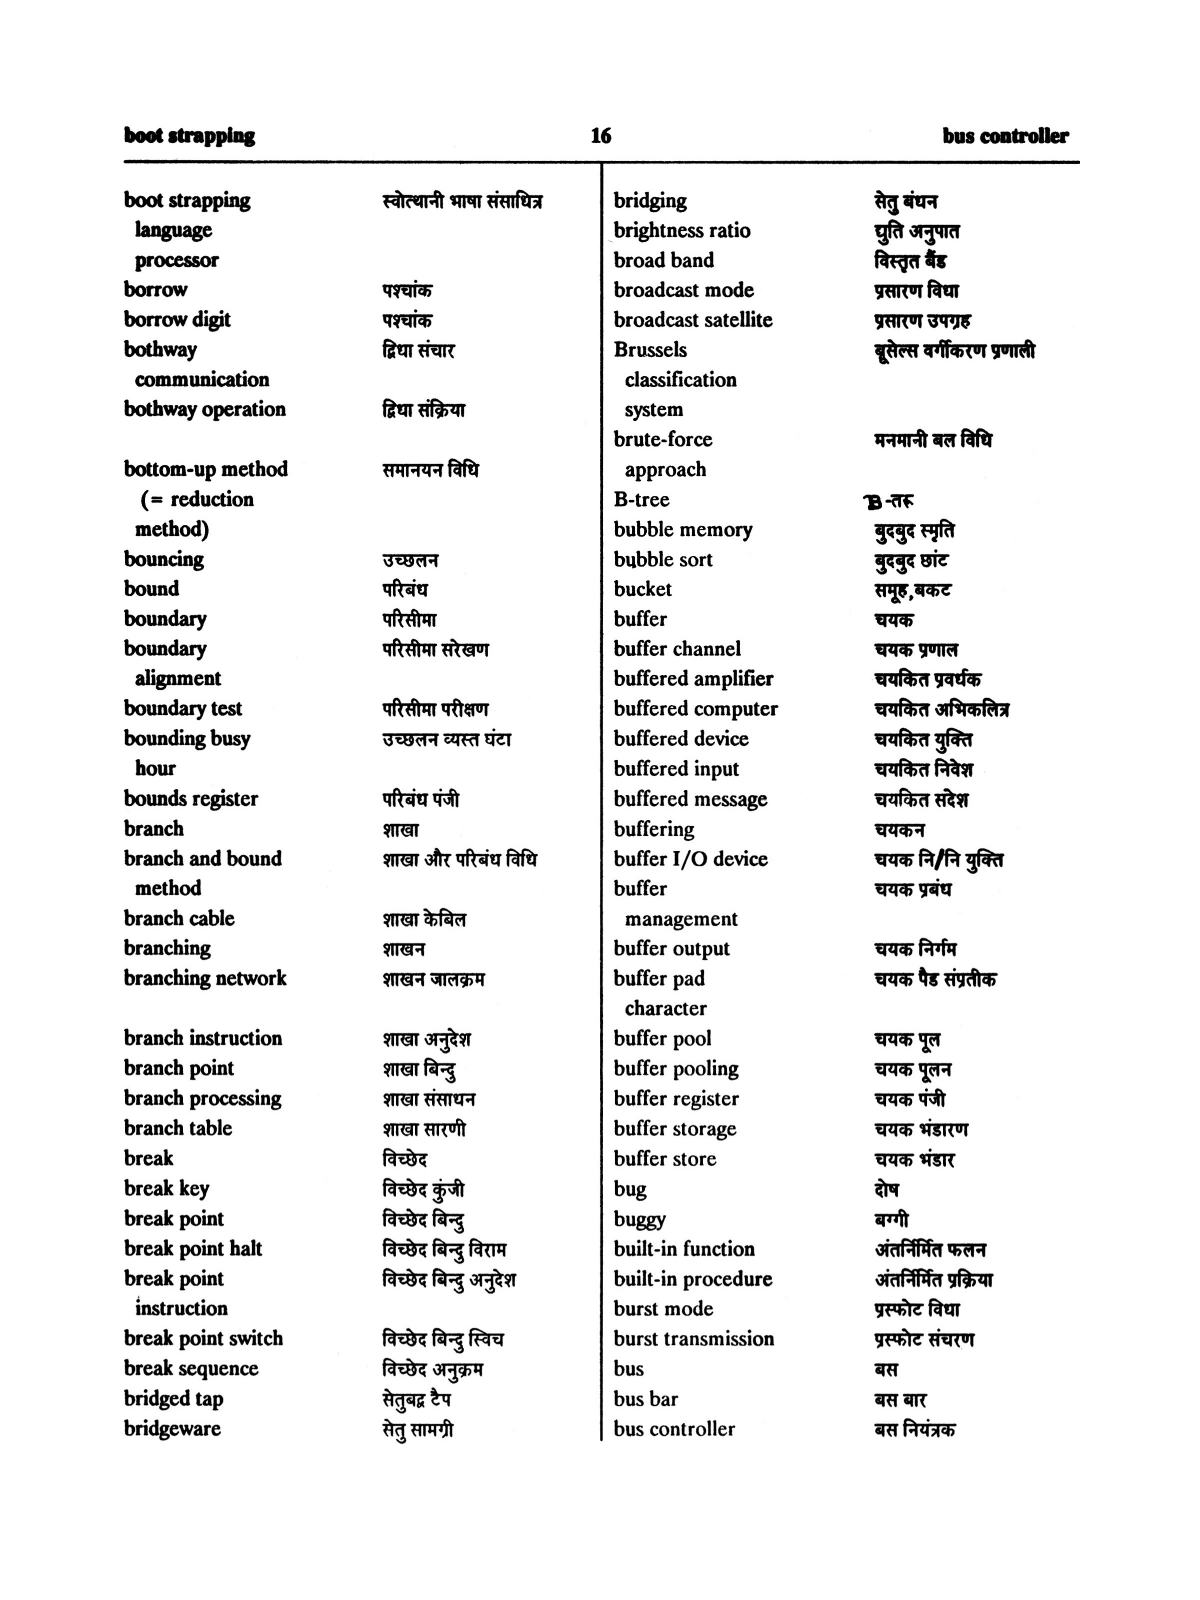 boot strapping 16 bus controller
boot strapping स्वोत्थानी भाषा संसाधित्र
language
processor
borrow पश्चांक
borrow digit पश्चांक
bothway द्विधा संचार
communication
bothway operation द्विधा संक्रिया
bottom-up method समानयन विधि
(= reduction
method)
bouncing उच्छलन
bound परिबंध
boundary परिसीमा
boundary परिसीमा सरेखण
alignment
boundary test परिसीमा परीक्षण
bounding busy उच्छलन व्यस्त घंटा
hour
bounds register परिबंध पंजी
branch शाखा
branch and bound शाखा और परिबंध विधि
method
branch cable शाखा केबिल
branching शाखन
branching network शाखन जालक्रम
branch instruction शाखा अनुदेश
branch point शाखा बिन्दु
branch processing शाखा संसाधन
branch table शाखा सारणी
break विच्छेद
break key विच्छेद कुंजी
break point विच्छेद बिन्दु
break point halt विच्छेद बिन्दु विराम
break point विच्छेद बिन्दु अनुदेश
instruction
break point switch विच्छेद बिन्दु स्विच
break sequence विच्छेद अनुक्रम
bridged tap सेतुबद्व टैप
bridgeware सेतु सामग्री
bridging सेतु बंधन
brightness ratio द्युति अनुपात
broad band विस्तृत बैंड
broadcast mode प्रसारण विधा
broadcast satellite प्रसारण उपग्रह
Brussels ब्रूसेल्स वर्गीकरण प्रणाली
classification
system
brute-force मनमानी बल विधि
approach
B-tree B-तरू
bubble memory बुदबुद स्मृति
bubble sort बुदबुद छांट
bucket समूह,बकट
buffer चयक
buffer channel चयक प्रणाल
buffered amplifier चयकित प्रवर्धक
buffered computer चयकित अभिकलित्र
buffered device चयकित युक्ति
buffered input चयकित निवेश
buffered message चयकित संदेश
buffering चयकन
buffer I/O device चयक नि/नि युक्ति
buffer चयक प्रबंध
management
buffer output चयक निर्गम
buffer pad चयक पैड संप्रतीक
character
buffer pool चयक पूल
buffer pooling चयक पूलन
buffer register चयक पंजी
buffer storage चयक भंडारण
buffer store चयक भंडार
bug दोष
buggy बग्गी
built-in function अंतर्निर्मित फलन
built-in procedure अंतर्निर्मित प्रक्रिया
burst mode प्रस्फोट विधा
burst transmission प्रस्फोट संचरण
bus बस
bus bar बस बार
bus controller बस नियंत्रक